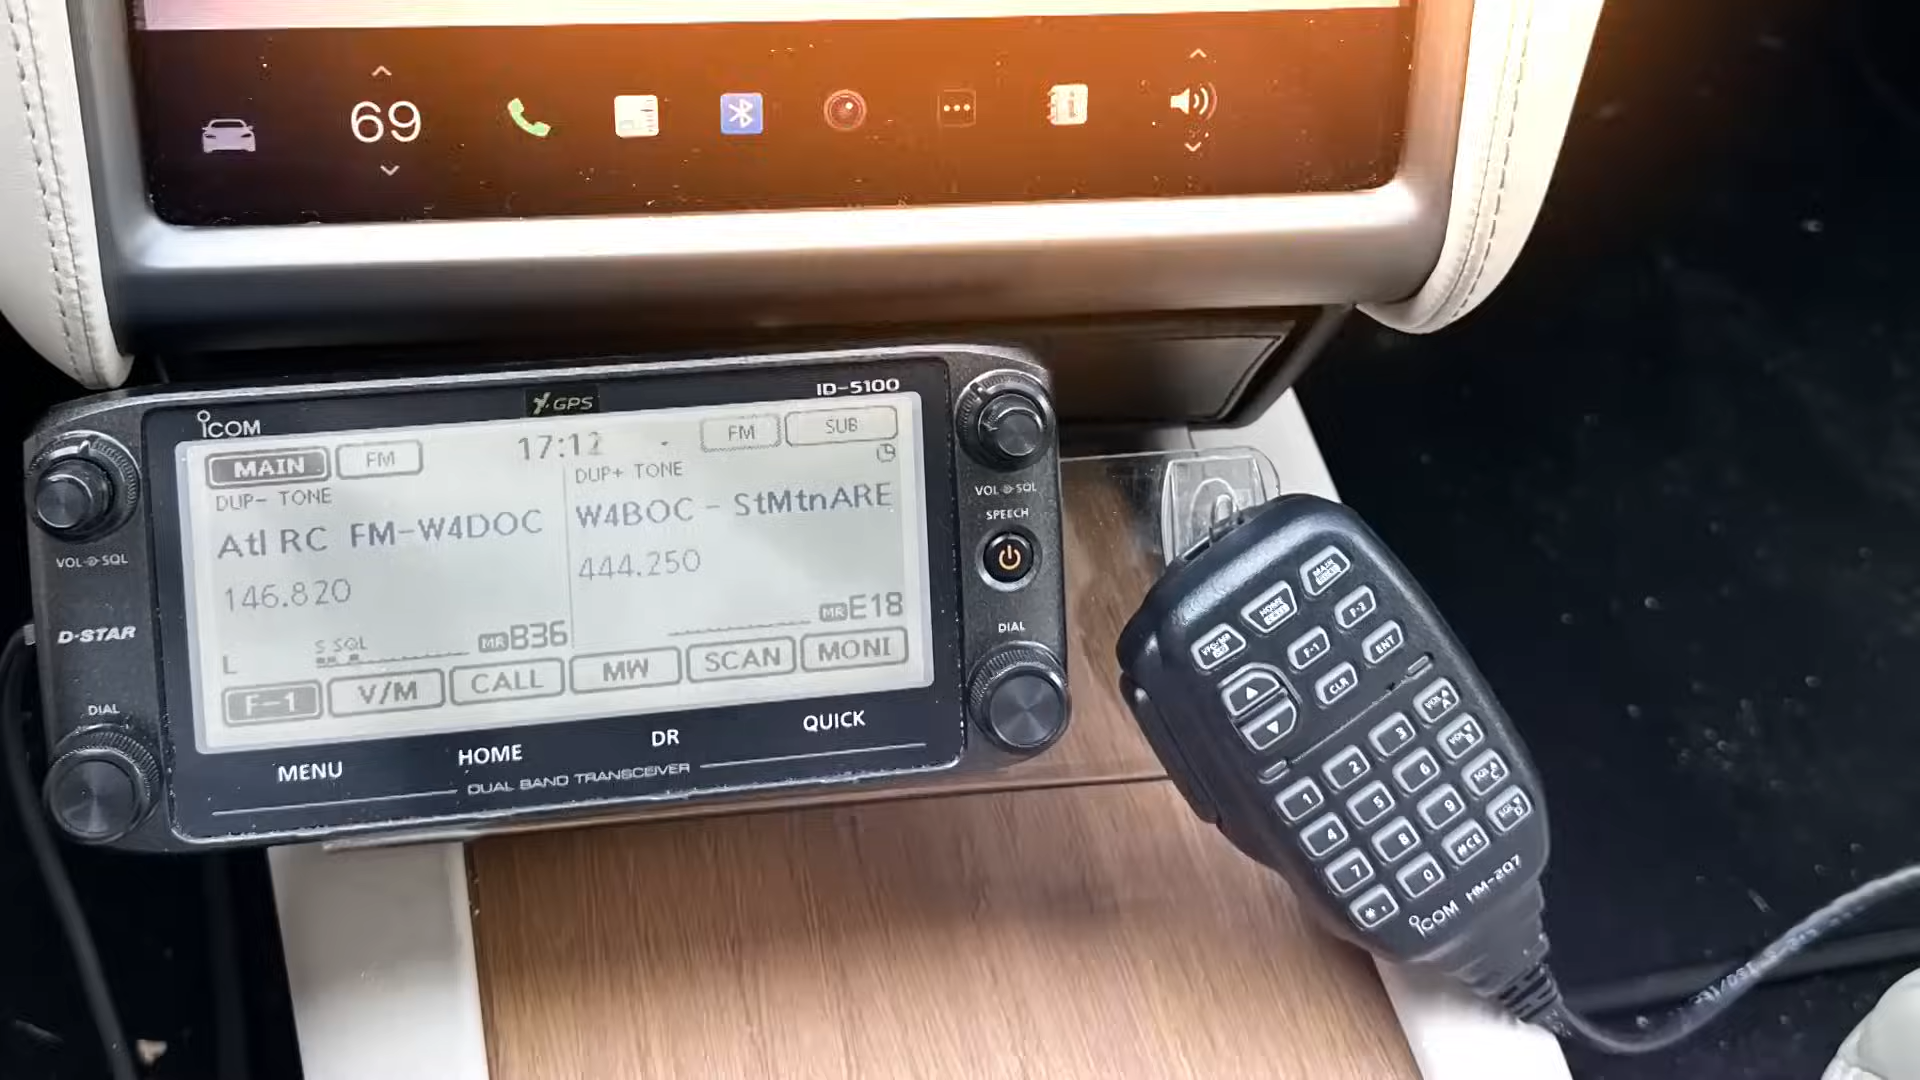 69
ICOM
GPS
ID-5100
MAIN
FM
17:12
FM
SUB
DUP- TONE
DUP+ TONE
Atl RC FM-W4DOC
W4BOC - StMtnARE
146.820
444.250
L
S SQL
MR B36
MR E18
F-1
V/M
CALL
MW
SCAN
MONI
MENU
HOME
DR
QUICK
DUAL BAND TRANSCEIVER
VOL SQL
D-STAR
DIAL
VOL SQL
SPEECH
DIAL
F-1
F-2
CLR
ENT
1 2 3
4 5 6
7 8 9
*. 0 #CE
ICOM HM-207